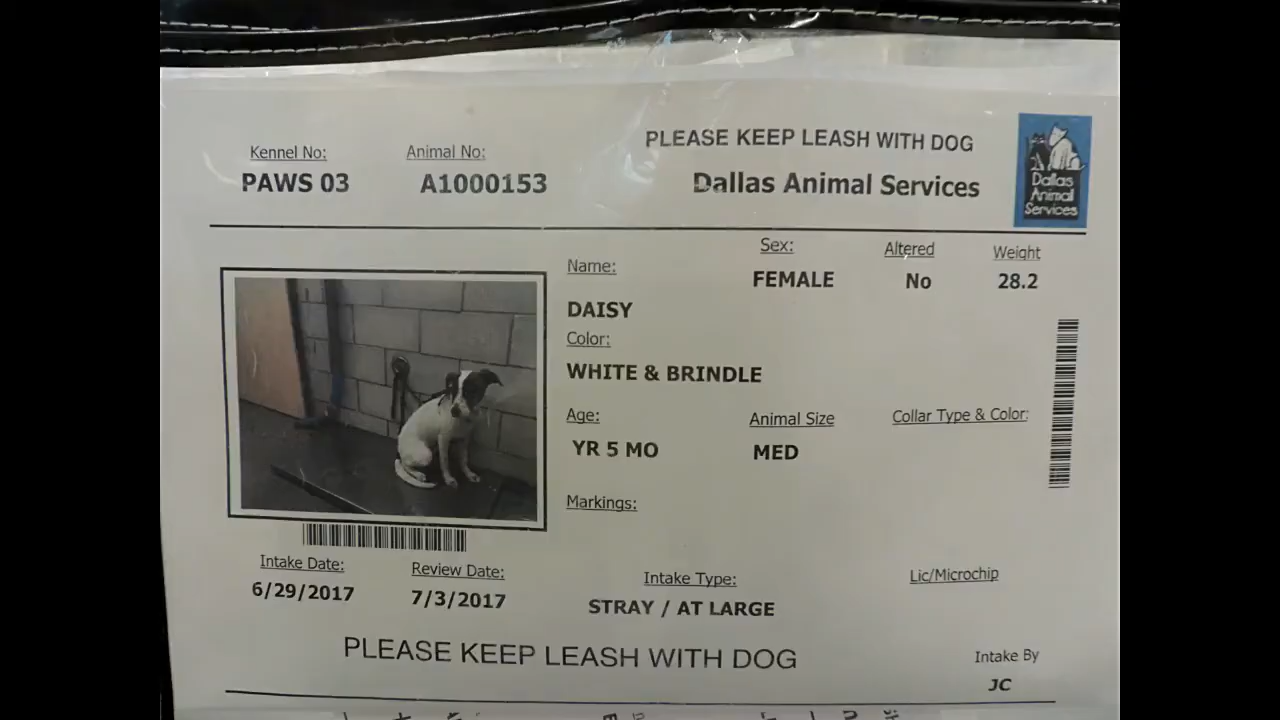 PLEASE KEEP LEASH WITH DOG
Kennel No: Animal No:
PAWS 03 A1000153 Dallas Animal Services
Dallas
Animal
Services
Name: Sex: Altered Weight
FEMALE No 28.2
DAISY
Color:
WHITE & BRINDLE
Age: Animal Size Collar Type & Color:
YR 5 MO MED
Markings:
Intake Date: Review Date: Intake Type: Lic/Microchip
6/29/2017 7/3/2017 STRAY / AT LARGE
PLEASE KEEP LEASH WITH DOG
Intake By
JC